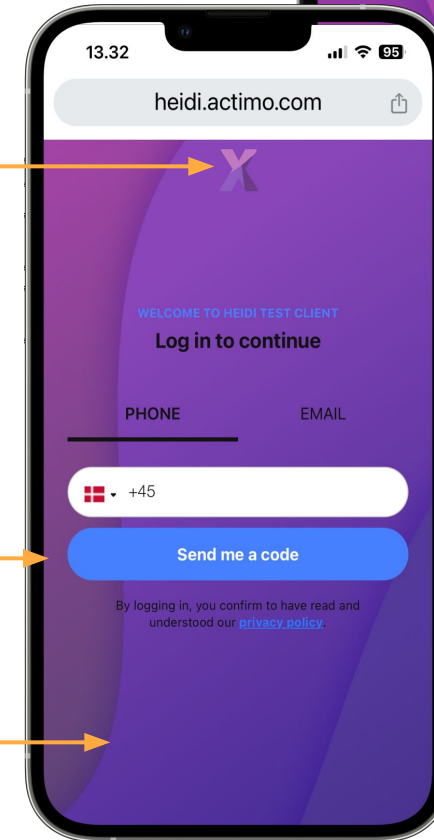 13.32
95
heidi.actimo.com
WELCOME TO HEIDI TEST CLIENT
Log in to continue
PHONE EMAIL
+45
Send me a code
By logging in, you confirm to have read and
understood our privacy policy.